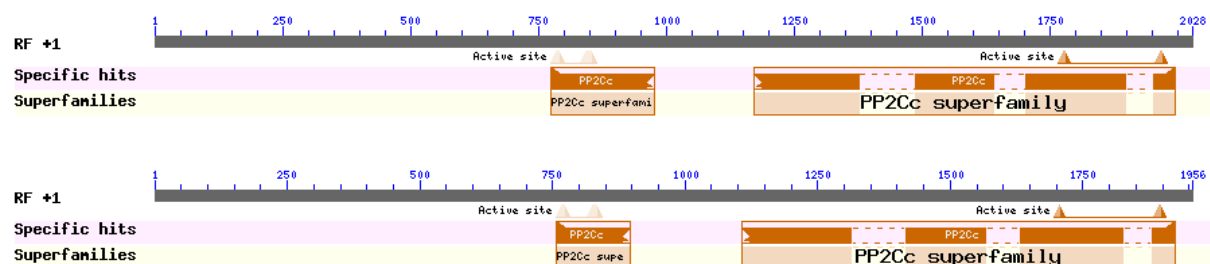 1 250 500 750 1000 1250 1500 1750 2028
RF +1
Active site Active site
Specific hits PP2Cc PP2Cc
Superfamilies PP2Cc superfami PP2Cc superfamily
1 250 500 750 1000 1250 1500 1750 1956
RF +1
Active site Active site
Specific hits PP2Cc PP2Cc
Superfamilies PP2Cc supe PP2Cc superfamily